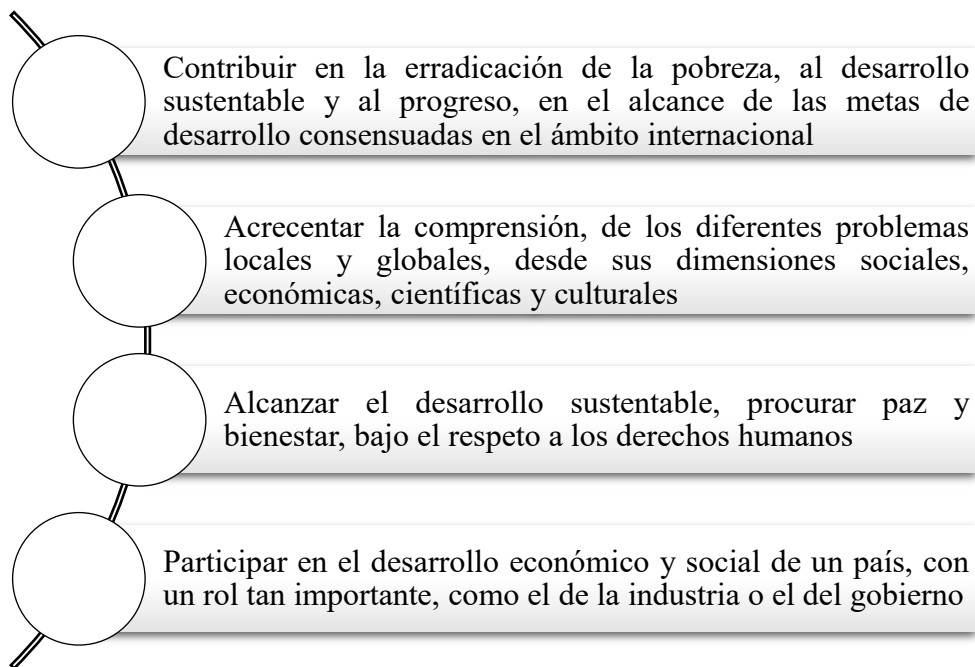 Contribuir en la erradicación de la pobreza, al desarrollo
sustentable y al progreso, en el alcance de las metas de
desarrollo consensuadas en el ámbito internacional
Acrecentar la comprensión, de los diferentes problemas
locales y globales, desde sus dimensiones sociales,
económicas, científicas y culturales
Alcanzar el desarrollo sustentable, procurar paz y
bienestar, bajo el respeto a los derechos humanos
Participar en el desarrollo económico y social de un país, con
un rol tan importante, como el de la industria o el del gobierno